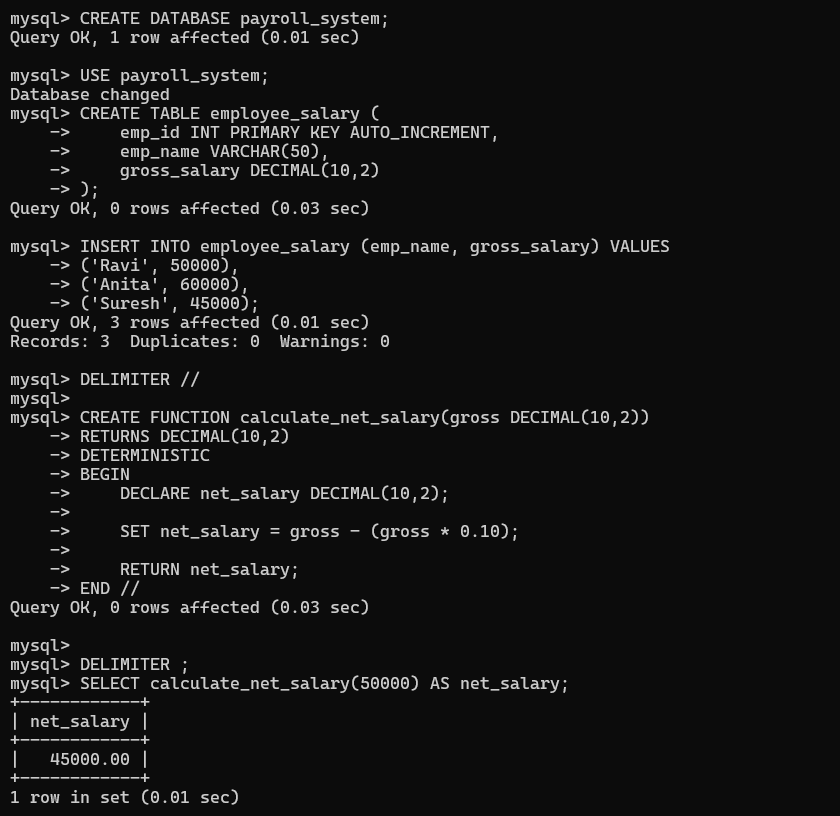 mysql> CREATE DATABASE payroll_system;
Query OK, 1 row affected (0.01 sec)

mysql> USE payroll_system;
Database changed
mysql> CREATE TABLE employee_salary (
    ->     emp_id INT PRIMARY KEY AUTO_INCREMENT,
    ->     emp_name VARCHAR(50),
    ->     gross_salary DECIMAL(10,2)
    -> );
Query OK, 0 rows affected (0.03 sec)

mysql> INSERT INTO employee_salary (emp_name, gross_salary) VALUES
    -> ('Ravi', 50000),
    -> ('Anita', 60000),
    -> ('Suresh', 45000);
Query OK, 3 rows affected (0.01 sec)
Records: 3  Duplicates: 0  Warnings: 0

mysql> DELIMITER //
mysql>
mysql> CREATE FUNCTION calculate_net_salary(gross DECIMAL(10,2))
    -> RETURNS DECIMAL(10,2)
    -> DETERMINISTIC
    -> BEGIN
    ->     DECLARE net_salary DECIMAL(10,2);
    ->
    ->     SET net_salary = gross - (gross * 0.10);
    ->
    ->     RETURN net_salary;
    -> END //
Query OK, 0 rows affected (0.03 sec)

mysql>
mysql> DELIMITER ;
mysql> SELECT calculate_net_salary(50000) AS net_salary;
+------------+
| net_salary |
+------------+
|   45000.00 |
+------------+
1 row in set (0.01 sec)